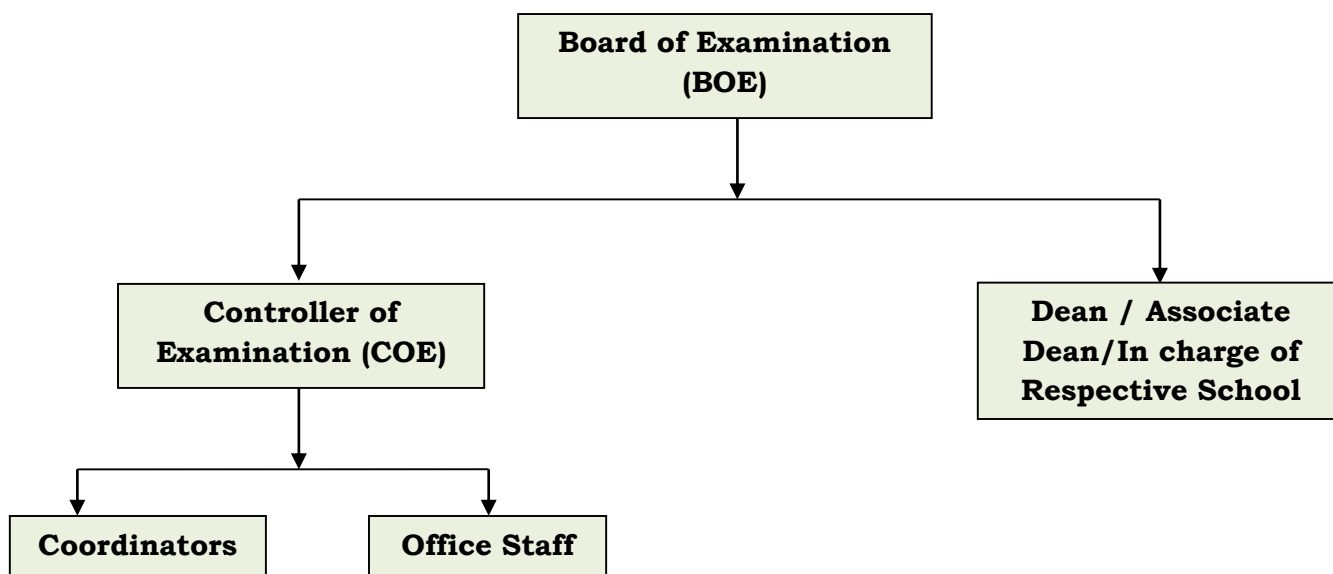 Board of Examination
(BOE)
Controller of
Examination (COE)
Dean / Associate
Dean/In charge of
Respective School
Coordinators
Office Staff